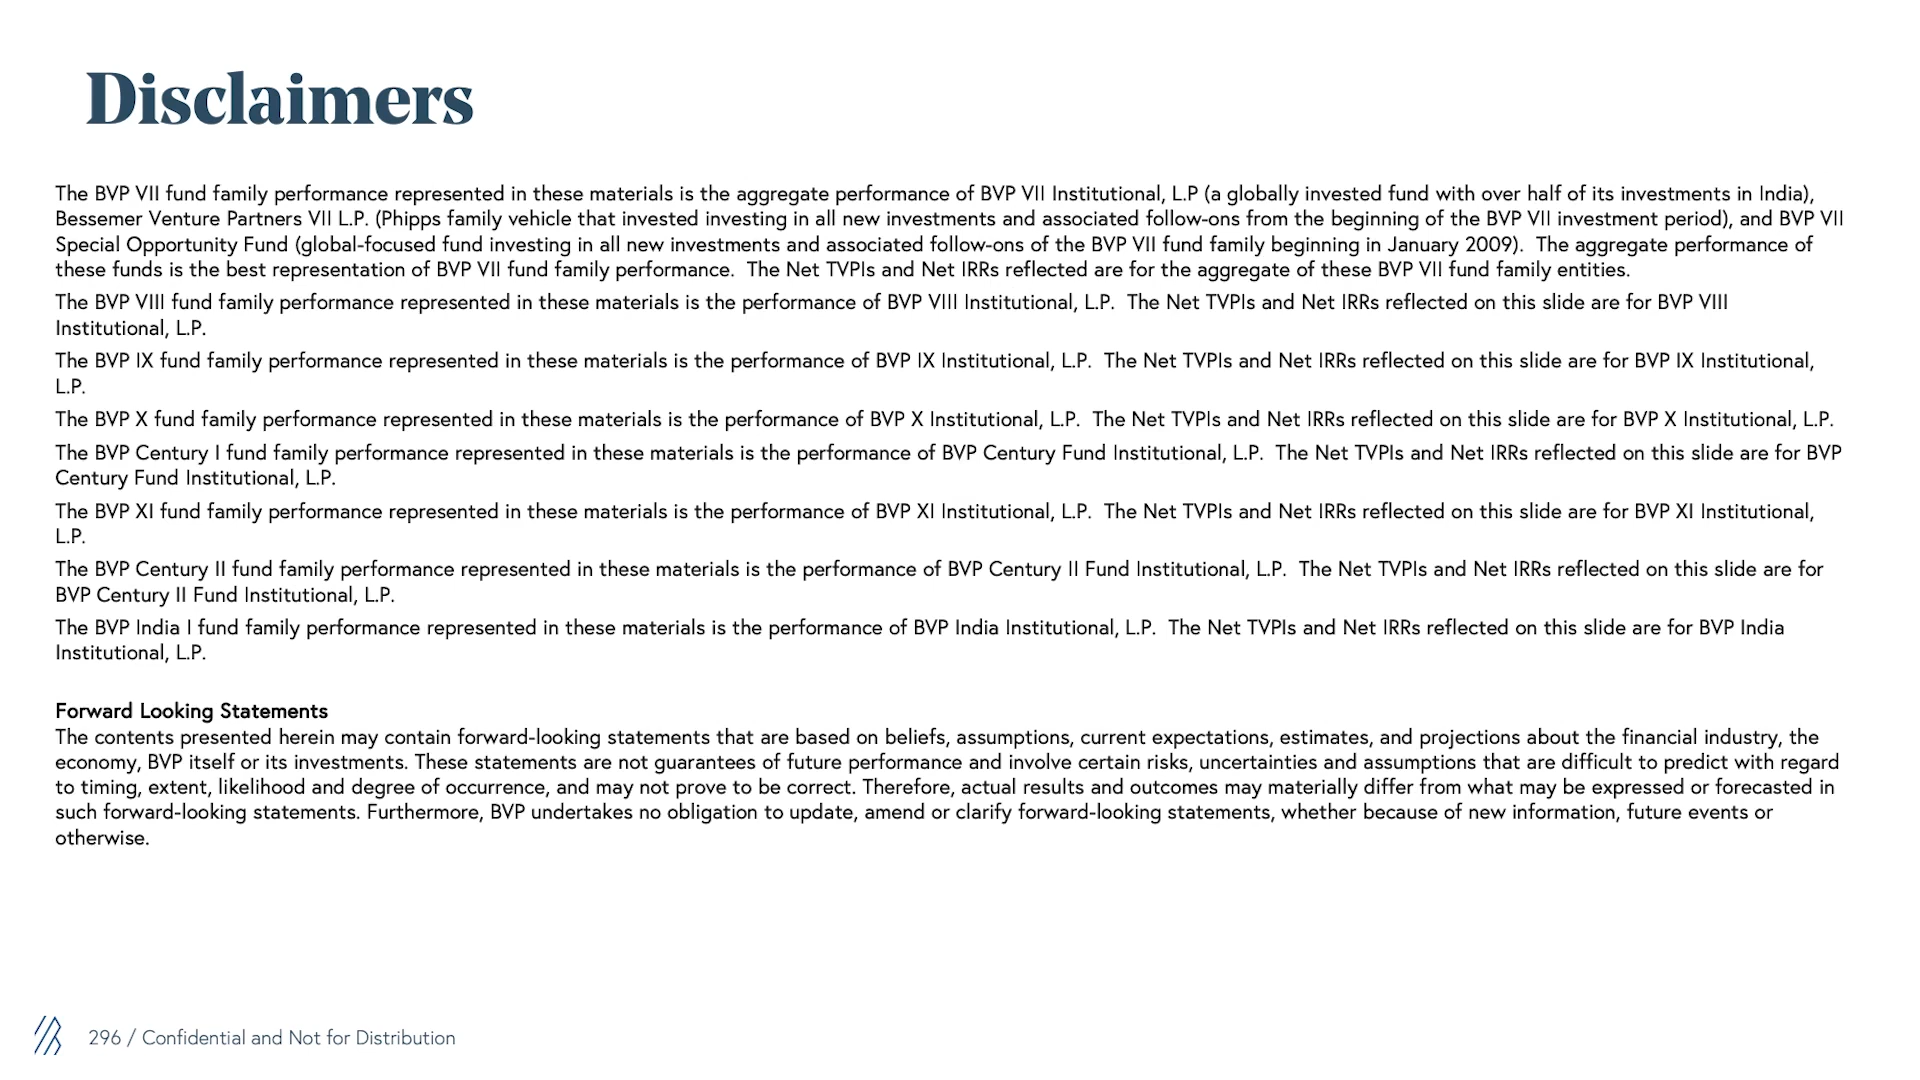 Disclaimers
The BVP VII fund family performance represented in these materials is the aggregate performance of BVP VII Institutional, L.P (a globally invested fund with over half of its investments in India),
Bessemer Venture Partners VII L.P. (Phipps family vehicle that invested investing in all new investments and associated follow-ons from the beginning of the BVP VII investment period), and BVP VII
Special Opportunity Fund (global-focused fund investing in all new investments and associated follow-ons of the BVP VII fund family beginning in January 2009).  The aggregate performance of
these funds is the best representation of BVP VII fund family performance.  The Net TVPIs and Net IRRs reflected are for the aggregate of these BVP VII fund family entities.
The BVP VIII fund family performance represented in these materials is the performance of BVP VIII Institutional, L.P.  The Net TVPIs and Net IRRs reflected on this slide are for BVP VIII
Institutional, L.P.
The BVP IX fund family performance represented in these materials is the performance of BVP IX Institutional, L.P.  The Net TVPIs and Net IRRs reflected on this slide are for BVP IX Institutional,
L.P.
The BVP X fund family performance represented in these materials is the performance of BVP X Institutional, L.P.  The Net TVPIs and Net IRRs reflected on this slide are for BVP X Institutional, L.P.
The BVP Century I fund family performance represented in these materials is the performance of BVP Century Fund Institutional, L.P.  The Net TVPIs and Net IRRs reflected on this slide are for BVP
Century Fund Institutional, L.P.
The BVP XI fund family performance represented in these materials is the performance of BVP XI Institutional, L.P.  The Net TVPIs and Net IRRs reflected on this slide are for BVP XI Institutional,
L.P.
The BVP Century II fund family performance represented in these materials is the performance of BVP Century II Fund Institutional, L.P.  The Net TVPIs and Net IRRs reflected on this slide are for
BVP Century II Fund Institutional, L.P.
The BVP India I fund family performance represented in these materials is the performance of BVP India Institutional, L.P.  The Net TVPIs and Net IRRs reflected on this slide are for BVP India
Institutional, L.P.
Forward Looking Statements
The contents presented herein may contain forward-looking statements that are based on beliefs, assumptions, current expectations, estimates, and projections about the financial industry, the
economy, BVP itself or its investments. These statements are not guarantees of future performance and involve certain risks, uncertainties and assumptions that are difficult to predict with regard
to timing, extent, likelihood and degree of occurrence, and may not prove to be correct. Therefore, actual results and outcomes may materially differ from what may be expressed or forecasted in
such forward-looking statements. Furthermore, BVP undertakes no obligation to update, amend or clarify forward-looking statements, whether because of new information, future events or
otherwise.
296 / Confidential and Not for Distribution